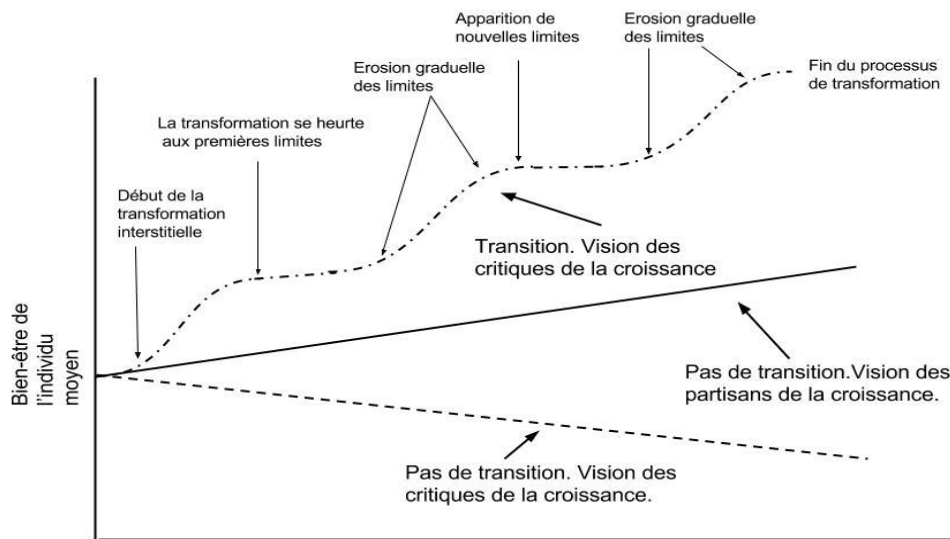 Apparition de
nouvelles limites
Erosion graduelle
des limites
Erosion graduelle
des limites
Fin du processus
de transformation
La transformation se heurte
aux premières limites
Début de la
transformation
interstitielle
Transition. Vision des
critiques de la croissance
Bien-être de
l'individu
moyen
Pas de transition.Vision des
partisans de la croissance.
Pas de transition. Vision des
critiques de la croissance.